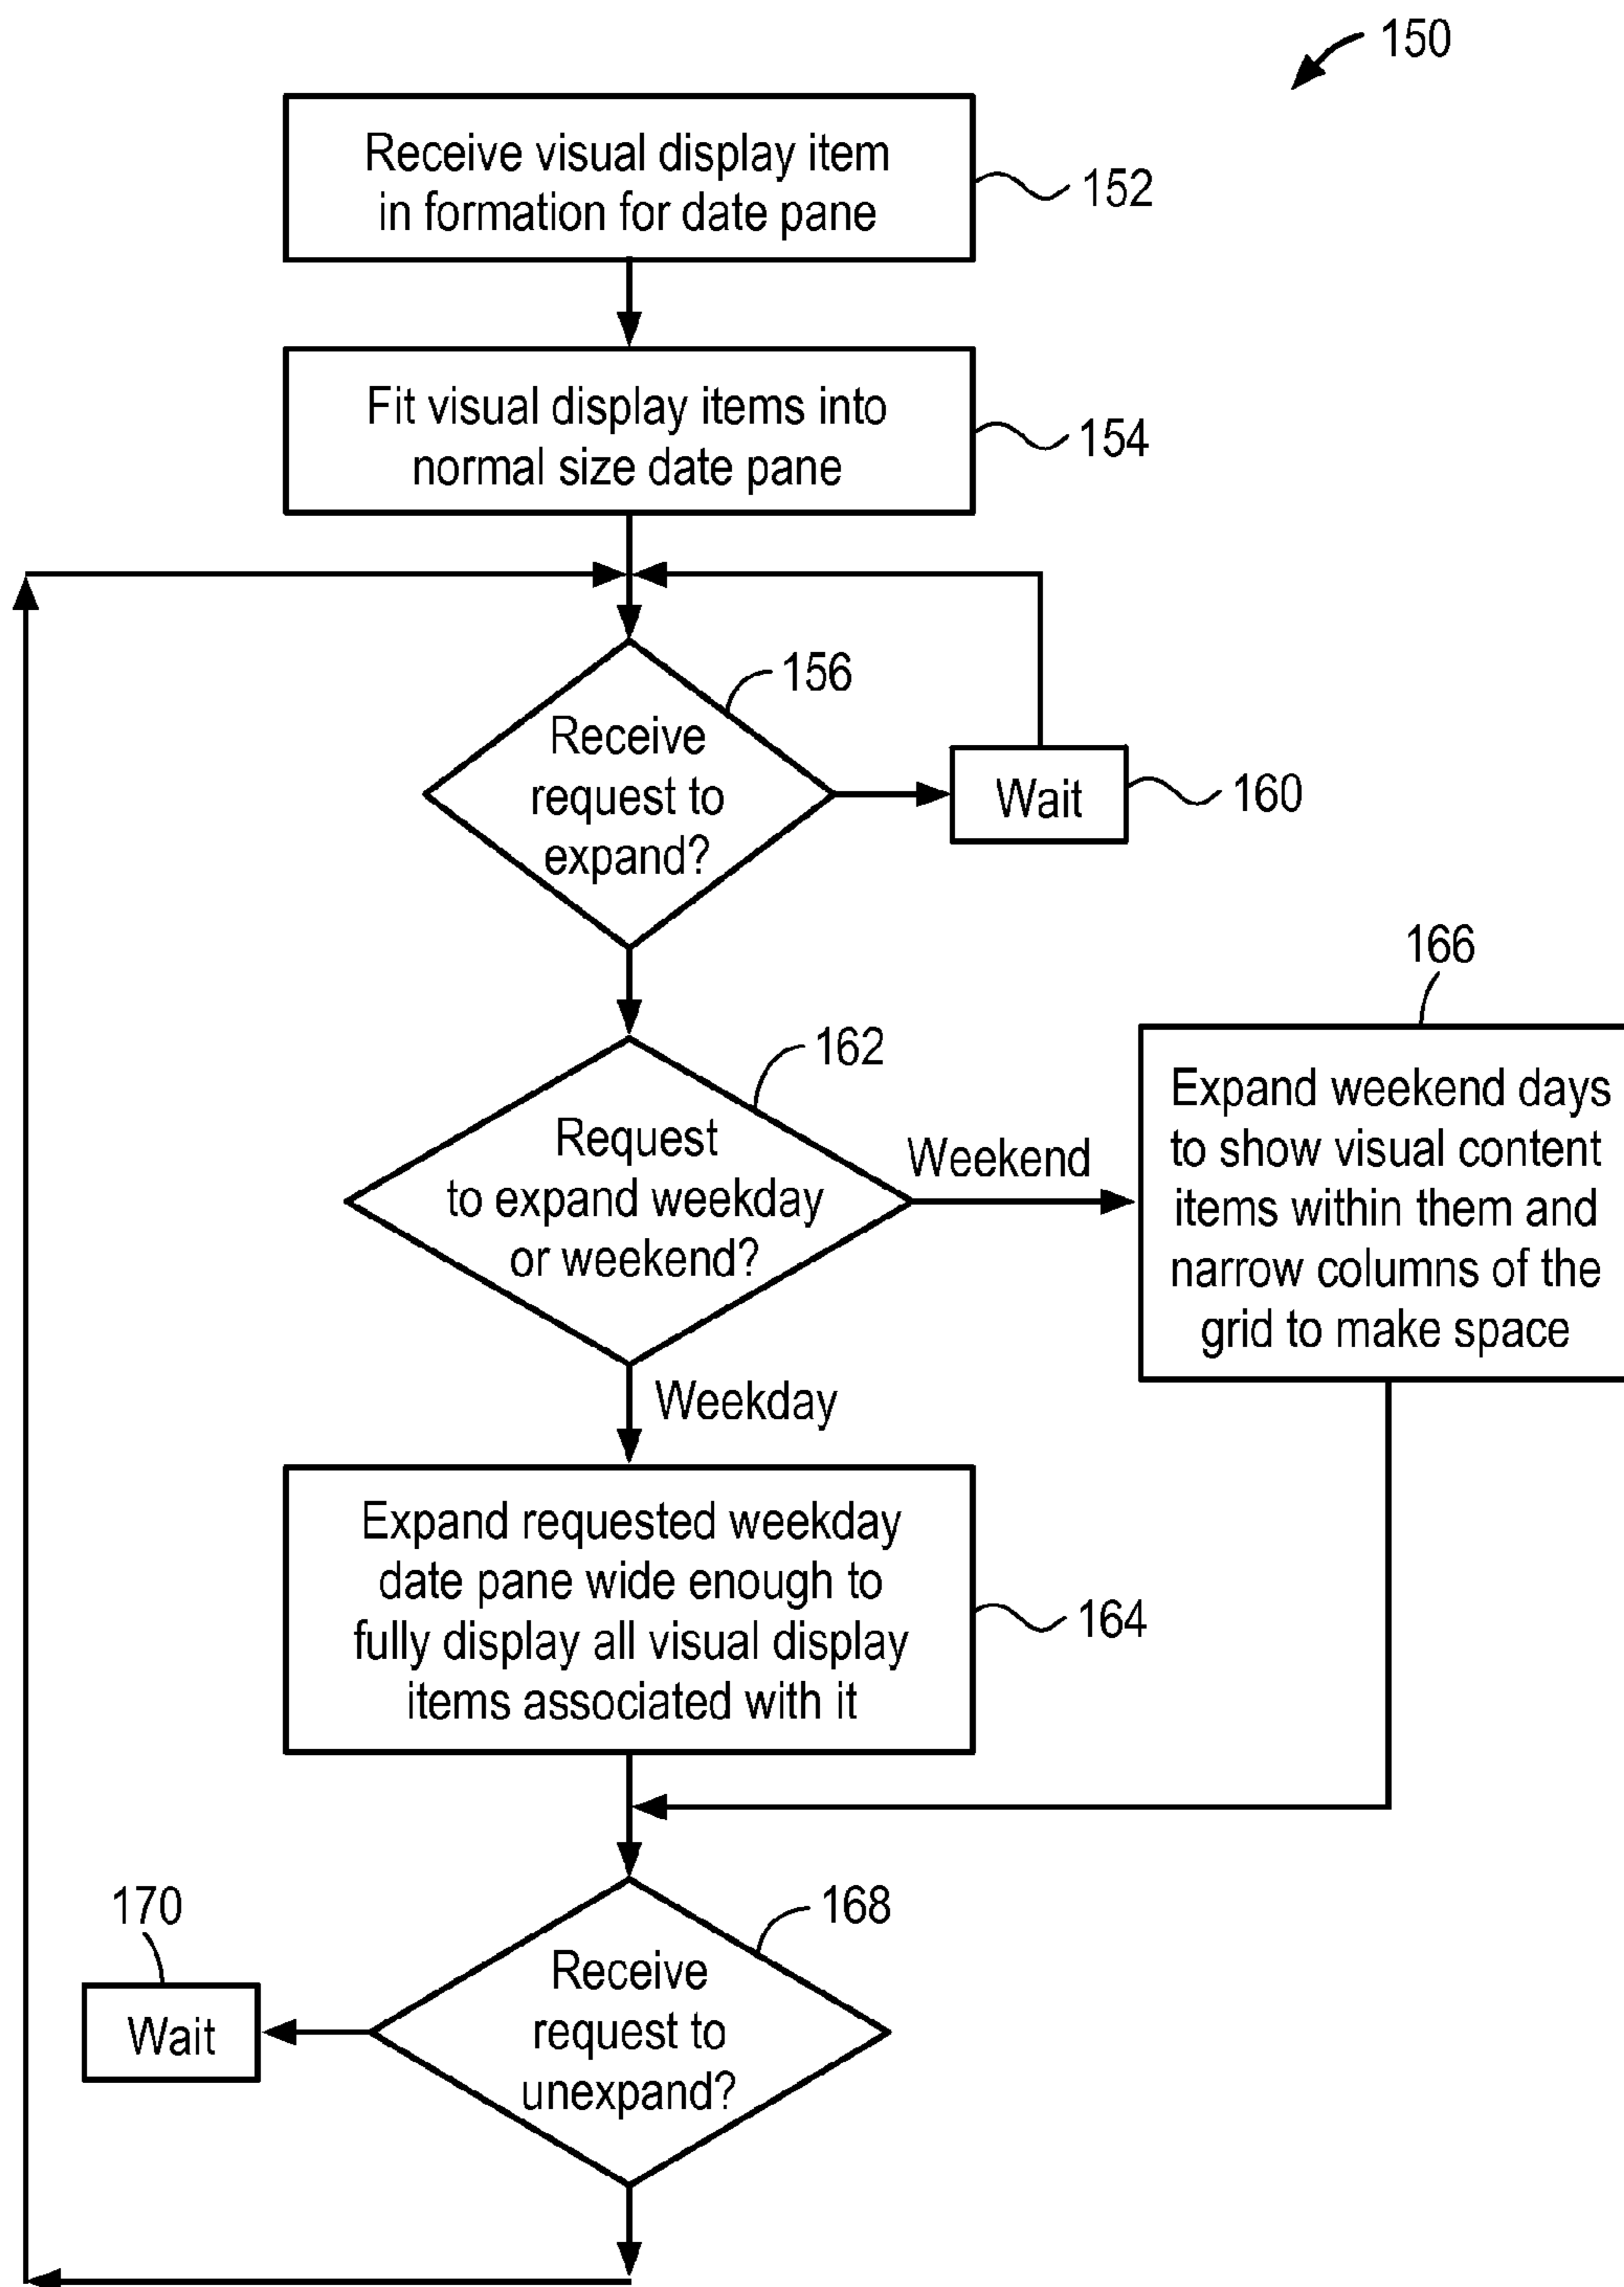 150
Receive visual display item
in formation for date pane
152
Fit visual display items into
normal size date pane
154
156
Receive
request to
expand?
Wait
160
162
Request
to expand weekday
or weekend?
Weekend
166
Expand weekend days
to show visual content
items within them and
narrow columns of the
grid to make space
Weekday
Expand requested weekday
date pane wide enough to
fully display all visual display
items associated with it
164
168
Receive
request to
unexpand?
170
Wait